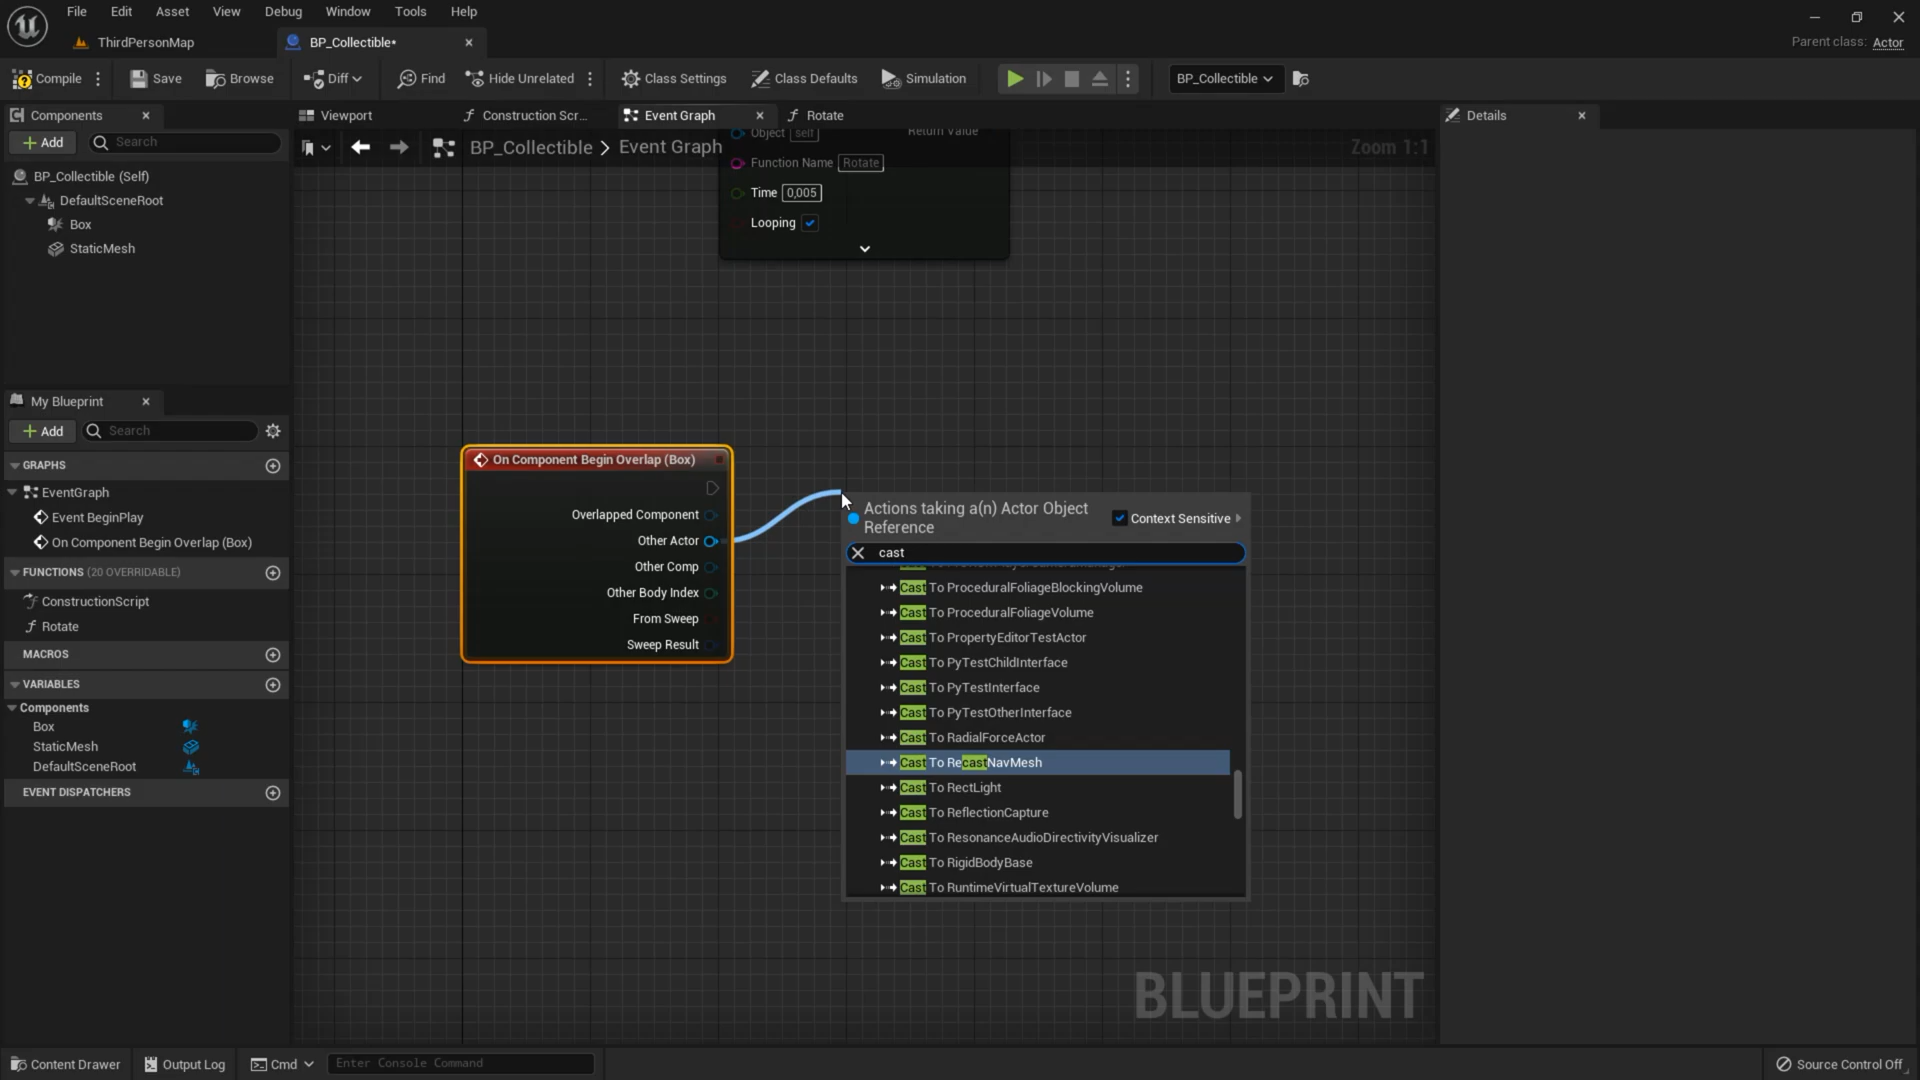 File Edit Asset View Debug Window Tools Help
ThirdPersonMap
BP_Collectible*
Parent class: Actor
Compile
Save
Browse
Diff
Find
Hide Unrelated
Class Settings
Class Defaults
Simulation
BP_Collectible
Components
Add
Search
BP_Collectible (Self)
DefaultSceneRoot
Box
StaticMesh
My Blueprint
Add
Search
GRAPHS
EventGraph
Event BeginPlay
On Component Begin Overlap (Box)
FUNCTIONS (20 OVERRIDABLE)
ConstructionScript
Rotate
MACROS
VARIABLES
Components
Box
StaticMesh
DefaultSceneRoot
EVENT DISPATCHERS
Viewport
Construction Scr...
Event Graph
Rotate
BP_Collectible > Event Graph
Zoom 1:1
Object self
Return Value
Function Name Rotate
Time 0,005
Looping
On Component Begin Overlap (Box)
Overlapped Component
Other Actor
Other Comp
Other Body Index
From Sweep
Sweep Result
Actions taking a(n) Actor Object
Reference
Context Sensitive
cast
Cast To ProceduralFoliageBlockingVolume
Cast To ProceduralFoliageVolume
Cast To PropertyEditorTestActor
Cast To PyTestChildInterface
Cast To PyTestInterface
Cast To PyTestOtherInterface
Cast To RadialForceActor
Cast To RecastNavMesh
Cast To RectLight
Cast To ReflectionCapture
Cast To ResonanceAudioDirectivityVisualizer
Cast To RigidBodyBase
Cast To RuntimeVirtualTextureVolume
BLUEPRINT
Details
Content Drawer
Output Log
Cmd
Enter Console Command
Source Control Off